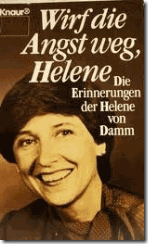 Knaur®
Wirf die
Angst weg,
Helene
Die
Erinnerungen
der Helene
von
Damm